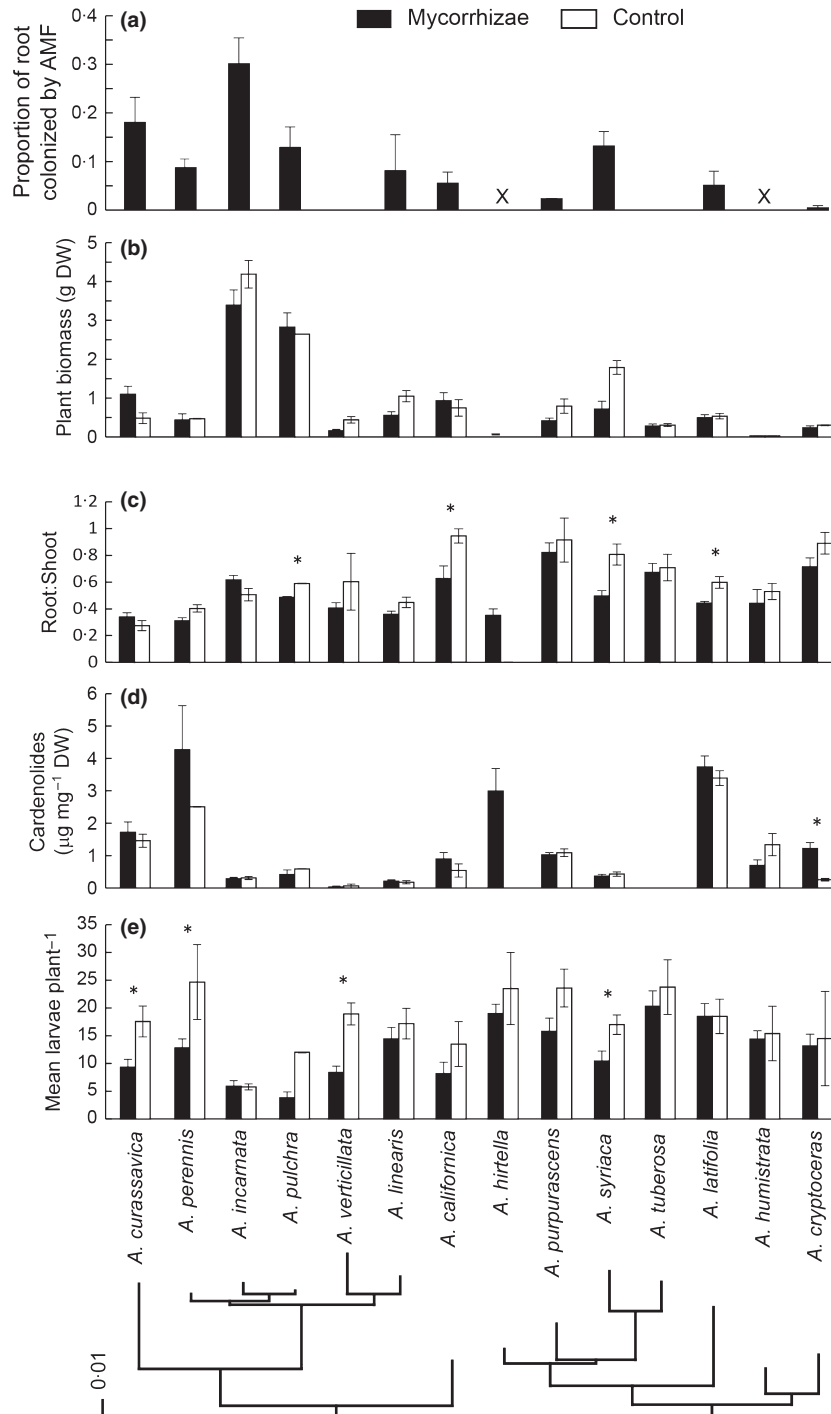 Mycorrhizae Control
(a)
Proportion of root
colonized by AMF
0·4
0·3
0·2
0·1
0
X X
(b)
Plant biomass (g DW)
5
4
3
2
1
0
(c)
Root:Shoot
1·2
1
0·8
0·6
0·4
0·2
0
* * * *
(d)
Cardenolides
(μg mg−1 DW)
6
5
4
3
2
1
0
*
(e)
Mean larvae plant−1
35
30
25
20
15
10
5
0
* * * *
A. curassavica
A. perennis
A. incarnata
A. pulchra
A. verticillata
A. linearis
A. californica
A. hirtella
A. purpurascens
A. syriaca
A. tuberosa
A. latifolia
A. humistrata
A. cryptoceras
0·01